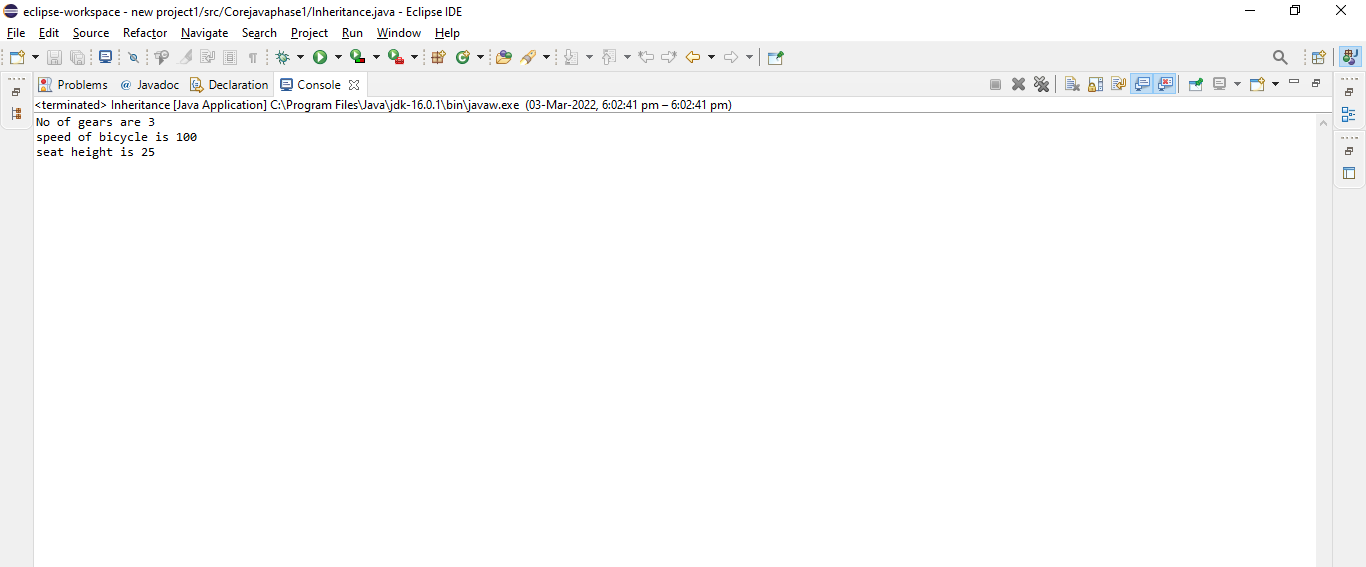 eclipse-workspace - new project1/src/Corejavaphase1/Inheritance.java - Eclipse IDE
File Edit Source Refactor Navigate Search Project Run Window Help
Problems @ Javadoc Declaration Console
<terminated> Inheritance [Java Application] C:\Program Files\Java\jdk-16.0.1\bin\javaw.exe (03-Mar-2022, 6:02:41 pm – 6:02:41 pm)
No of gears are 3
speed of bicycle is 100
seat height is 25